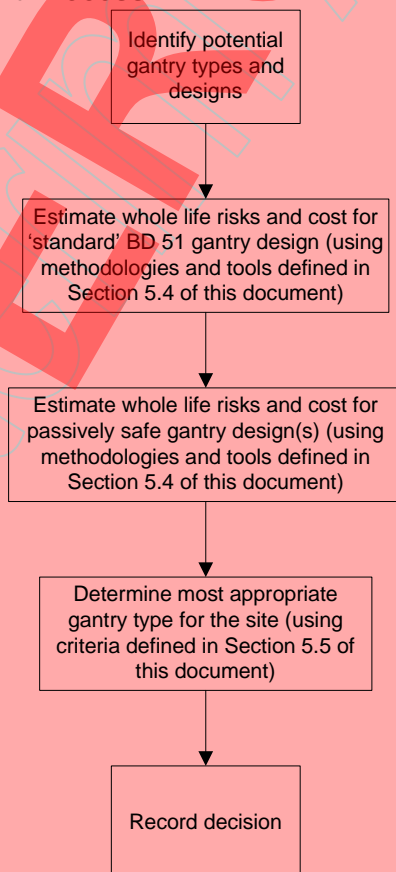 Identify potential
gantry types and
designs
Estimate whole life risks and cost for
‘standard’ BD 51 gantry design (using
methodologies and tools defined in
Section 5.4 of this document)
Estimate whole life risks and cost for
passively safe gantry design(s) (using
methodologies and tools defined in
Section 5.4 of this document)
Determine most appropriate
gantry type for the site (using
criteria defined in Section 5.5 of
this document)
Record decision